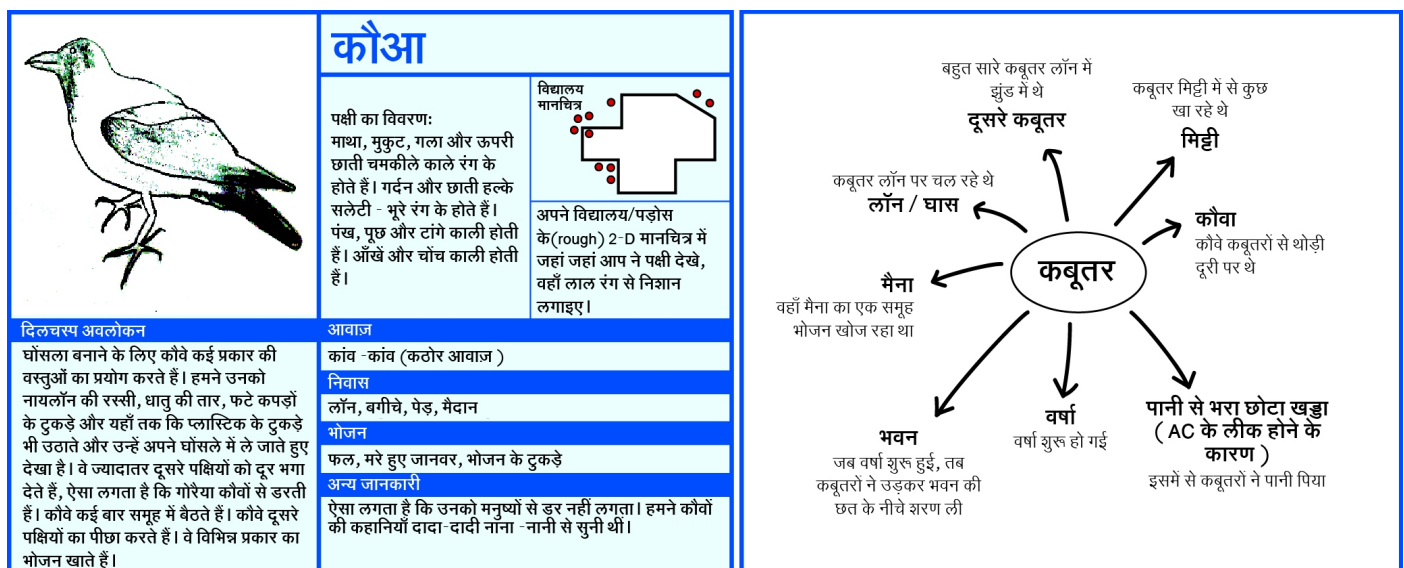 कौआ
पक्षी का विवरण:
माथा, मुकुट, गला और ऊपरी
छाती चमकीले काले रंग के
होते हैं। गर्दन और छाती हल्के
सलेटी - भूरे रंग के होते हैं।
पंख, पूछ और टांगे काली होती
हैं। आँखें और चोंच काली होती
हैं।
विद्यालय
मानचित्र
अपने विद्यालय/पड़ोस
के(rough) 2-D मानचित्र में
जहां जहां आप ने पक्षी देखे,
वहाँ लाल रंग से निशान
लगाइए।
दिलचस्प अवलोकन
घोंसला बनाने के लिए कौवे कई प्रकार की
वस्तुओं का प्रयोग करते हैं। हमने उनको
नायलॉन की रस्सी, धातु की तार, फटे कपड़ों
के टुकड़े और यहाँ तक कि प्लास्टिक के टुकड़े
भी उठाते और उन्हें अपने घोंसले में ले जाते हुए
देखा है। वे ज्यादातर दूसरे पक्षियों को दूर भगा
देते हैं, ऐसा लगता है कि गोरैया कौवों से डरती
हैं। कौवे कई बार समूह में बैठते हैं। कौवे दूसरे
पक्षियों का पीछा करते हैं। वे विभिन्न प्रकार का
भोजन खाते हैं।
आवाज़
कांव -कांव (कठोर आवाज़ )
निवास
लॉन, बगीचे, पेड़, मैदान
भोजन
फल, मरे हुए जानवर, भोजन के टुकड़े
अन्य जानकारी
ऐसा लगता है कि उनको मनुष्यों से डर नहीं लगता। हमने कौवों
की कहानियाँ दादा-दादी नाना -नानी से सुनी थीं।
बहुत सारे कबूतर लॉन में
झुंड में थे
दूसरे कबूतर
कबूतर मिट्टी में से कुछ
खा रहे थे
मिट्टी
कबूतर लॉन पर चल रहे थे
लॉन / घास
कौवा
कौवे कबूतरों से थोड़ी
दूरी पर थे
कबूतर
मैना
वहाँ मैना का एक समूह
भोजन खोज रहा था
भवन
जब वर्षा शुरू हुई, तब
कबूतरों ने उड़कर भवन की
छत के नीचे शरण ली
वर्षा
वर्षा शुरू हो गई
पानी से भरा छोटा खड्डा
( AC के लीक होने के
कारण )
इसमें से कबूतरों ने पानी पिया